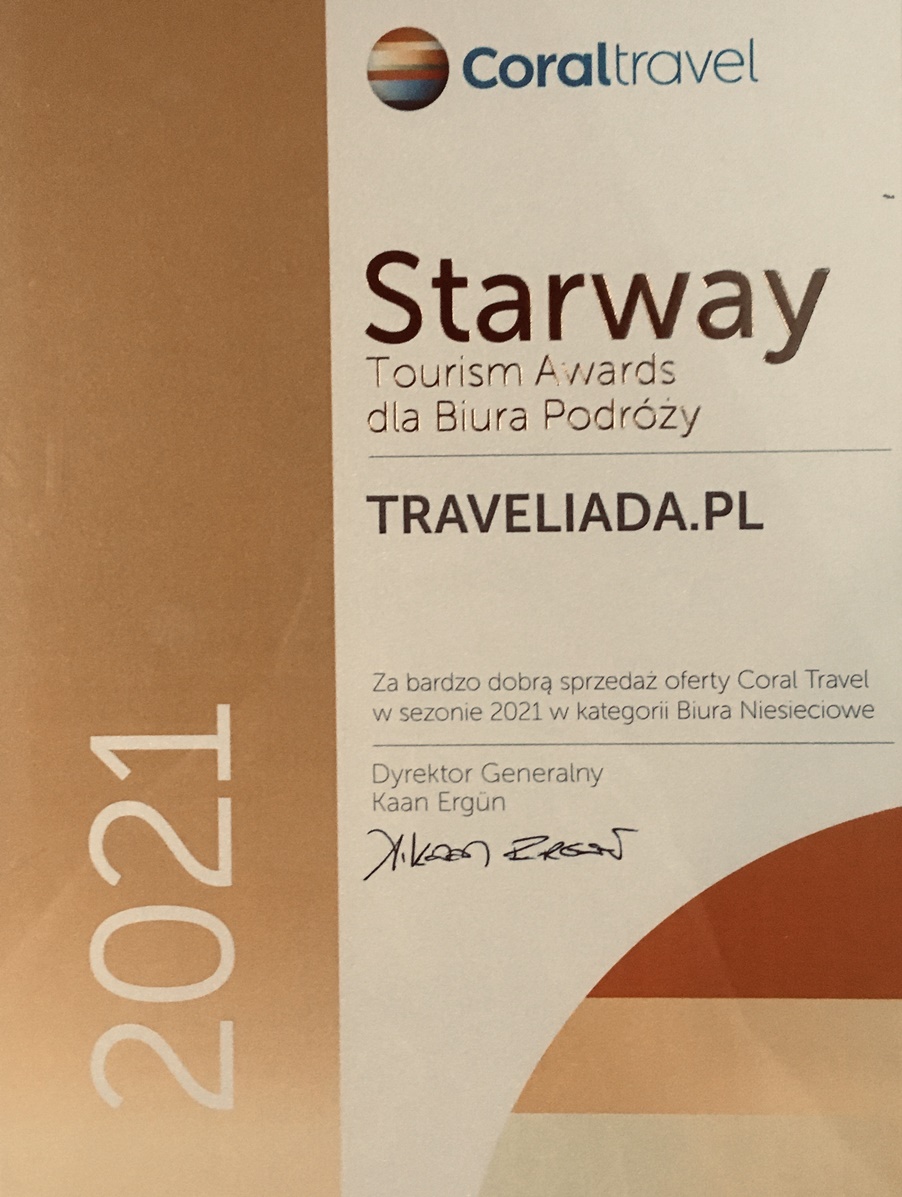 Coraltravel
Starway
Tourism Awards
dla Biura Podróży
TRAVELIADA.PL
Za bardzo dobrą sprzedaż oferty Coral Travel
w sezonie 2021 w kategorii Biura Niesieciowe
Dyrektor Generalny
Kaan Ergün
2021